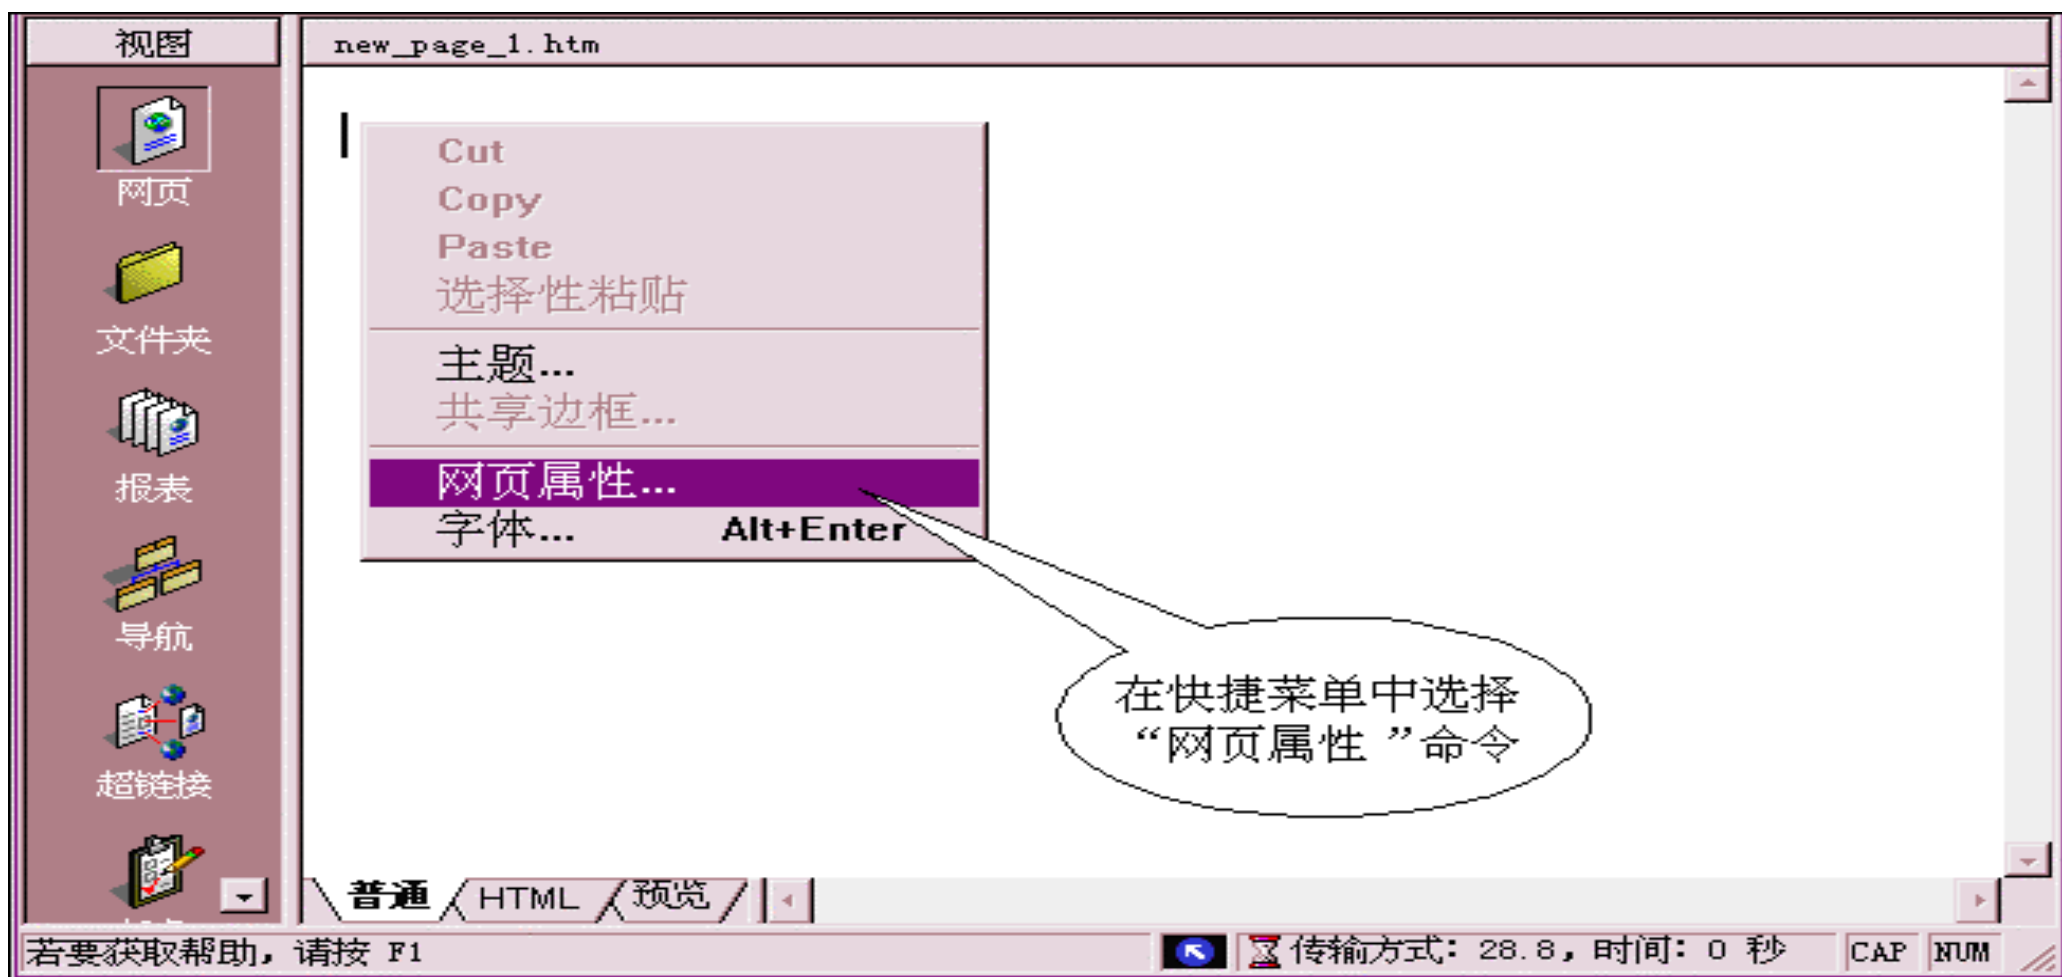 视图
new_page_1.htm
网页
文件夹
报表
导航
超链接
Cut
Copy
Paste
选择性粘贴
主题...
共享边框...
网页属性...
字体... Alt+Enter
在快捷菜单中选择
“网页属性 ”命令
普通 HTML 预览
若要获取帮助，请按 F1 传输方式：28.8，时间：0 秒 CAP NUM